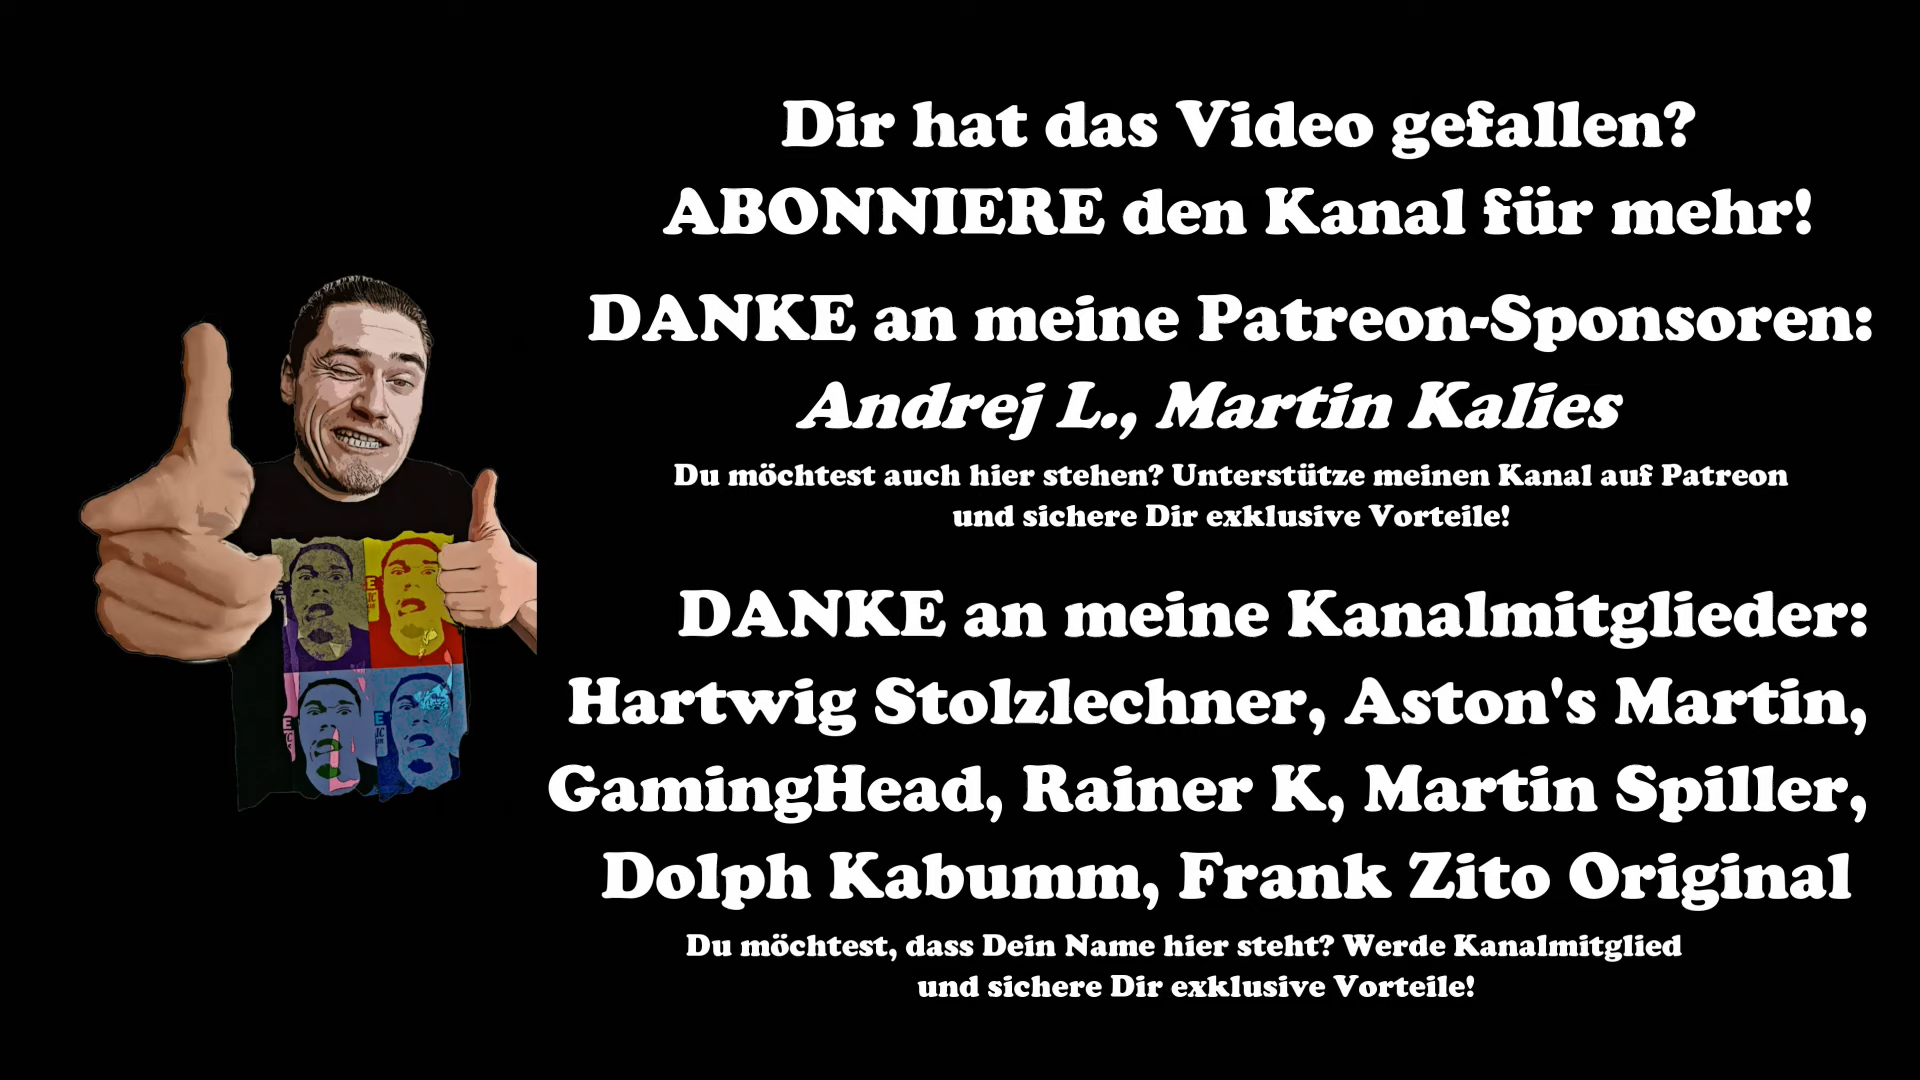 Dir hat das Video gefallen?
ABONNIERE den Kanal für mehr!
DANKE an meine Patreon-Sponsoren:
Andrej L., Martin Kalies
Du möchtest auch hier stehen? Unterstütze meinen Kanal auf Patreon
und sichere Dir exklusive Vorteile!
DANKE an meine Kanalmitglieder:
Hartwig Stolzlechner, Aston's Martin,
GamingHead, Rainer K, Martin Spiller,
Dolph Kabumm, Frank Zito Original
Du möchtest, dass Dein Name hier steht? Werde Kanalmitglied
und sichere Dir exklusive Vorteile!